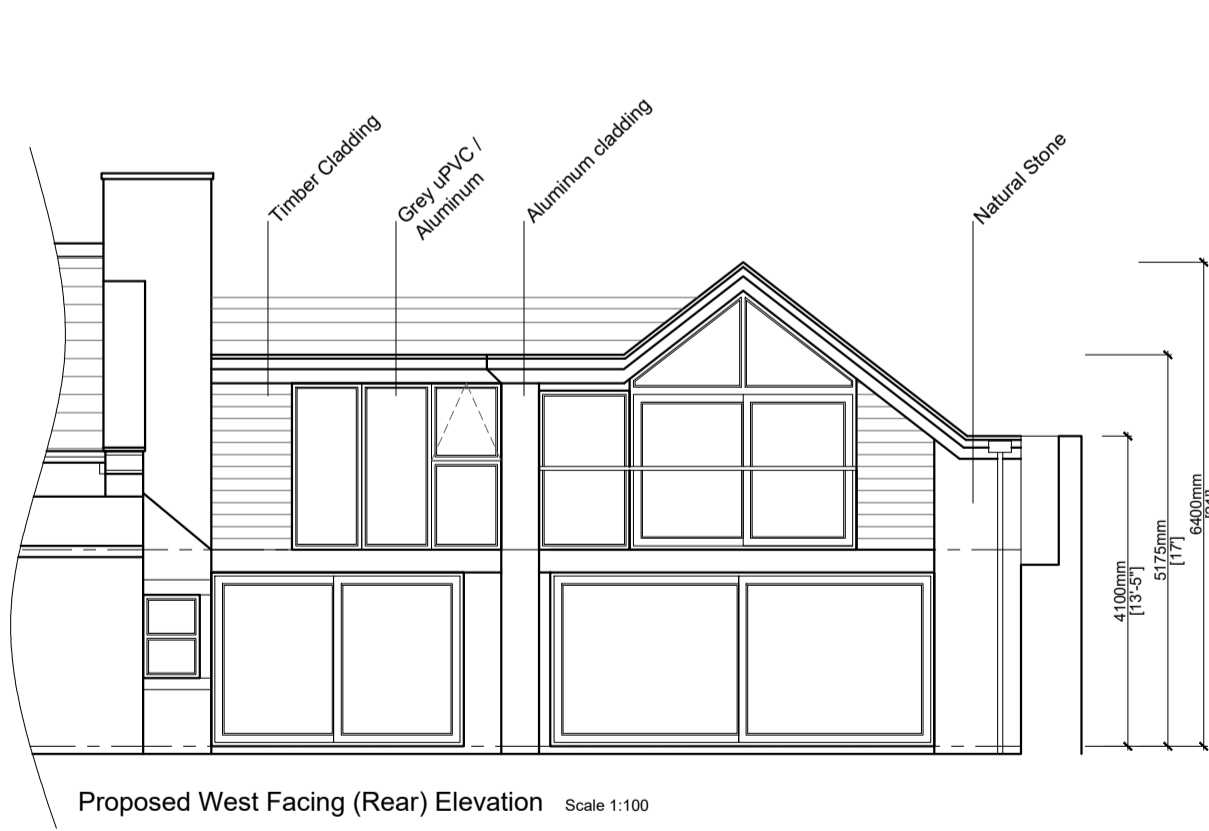 Timber Cladding
Grey uPVC /
Aluminum
Aluminum cladding
Natural Stone
4100mm
[13'-5"]
5175mm
[17']
6400mm
Proposed West Facing (Rear) Elevation Scale 1:100